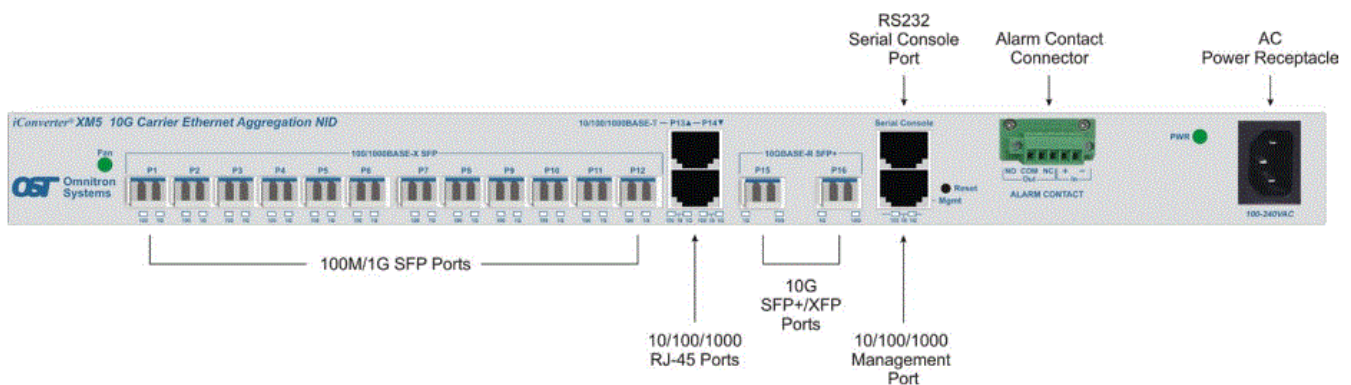 RS232
Serial Console
Port
Alarm Contact
Connector
AC
Power Receptacle
iConverter® XM5 10G Carrier Ethernet Aggregation NID
10/100/1000BASE-T — P13▲ — P14▼
Serial Console
Fan
100/1000BASE-X SFP
10GBASE-R SFP+
PWR
OST Omnitron
Systems
P1 P2 P3 P4 P5 P6 P7 P8 P9 P10 P11 P12
P15 P16
Reset
Mgmt
NO COM NC + −
Out In
ALARM CONTACT
100-240VAC
100M/1G SFP Ports
10G
SFP+/XFP
Ports
10/100/1000
RJ-45 Ports
10/100/1000
Management
Port